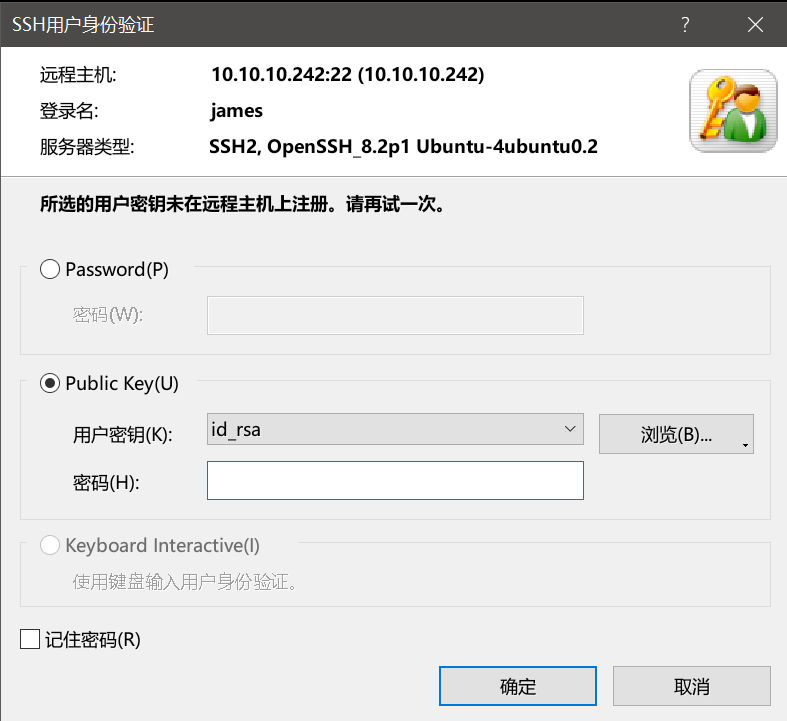 SSH用户身份验证
远程主机: 10.10.10.242:22 (10.10.10.242)
登录名: james
服务器类型: SSH2, OpenSSH_8.2p1 Ubuntu-4ubuntu0.2
所选的用户密钥未在远程主机上注册。请再试一次。
Password(P)
密码(W):
Public Key(U)
用户密钥(K): id_rsa 浏览(B)...
密码(H):
Keyboard Interactive(I)
使用键盘输入用户身份验证。
记住密码(R)
确定 取消